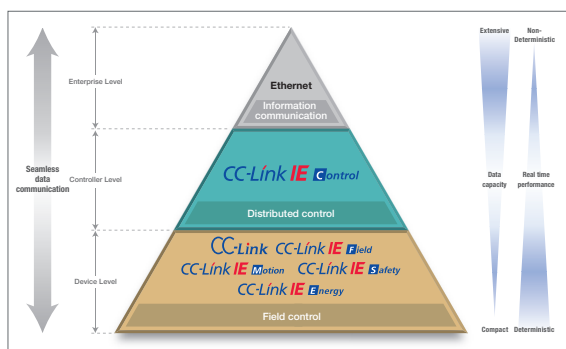 Extensive
Non-
Deterministic
Enterprise Level
Ethernet
Information
communication
Seamless
data
communication
Controller Level
CC-Link IE Control
Data
capacity
Real time
performance
Distributed control
Device Level
CC-Link CC-Link IE Field
CC-Link IE Motion CC-Link IE Safety
CC-Link IE Energy
Field control
Compact
Deterministic